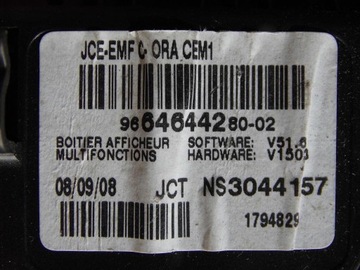 JCE-EMF C ORA CEM1
9664644280-02
BOITIER AFFICHEUR SOFTWARE: V51.6
MULTIFONCTIONS HARDWARE: V1503
08/09/08 JCT NS3044157
1794829